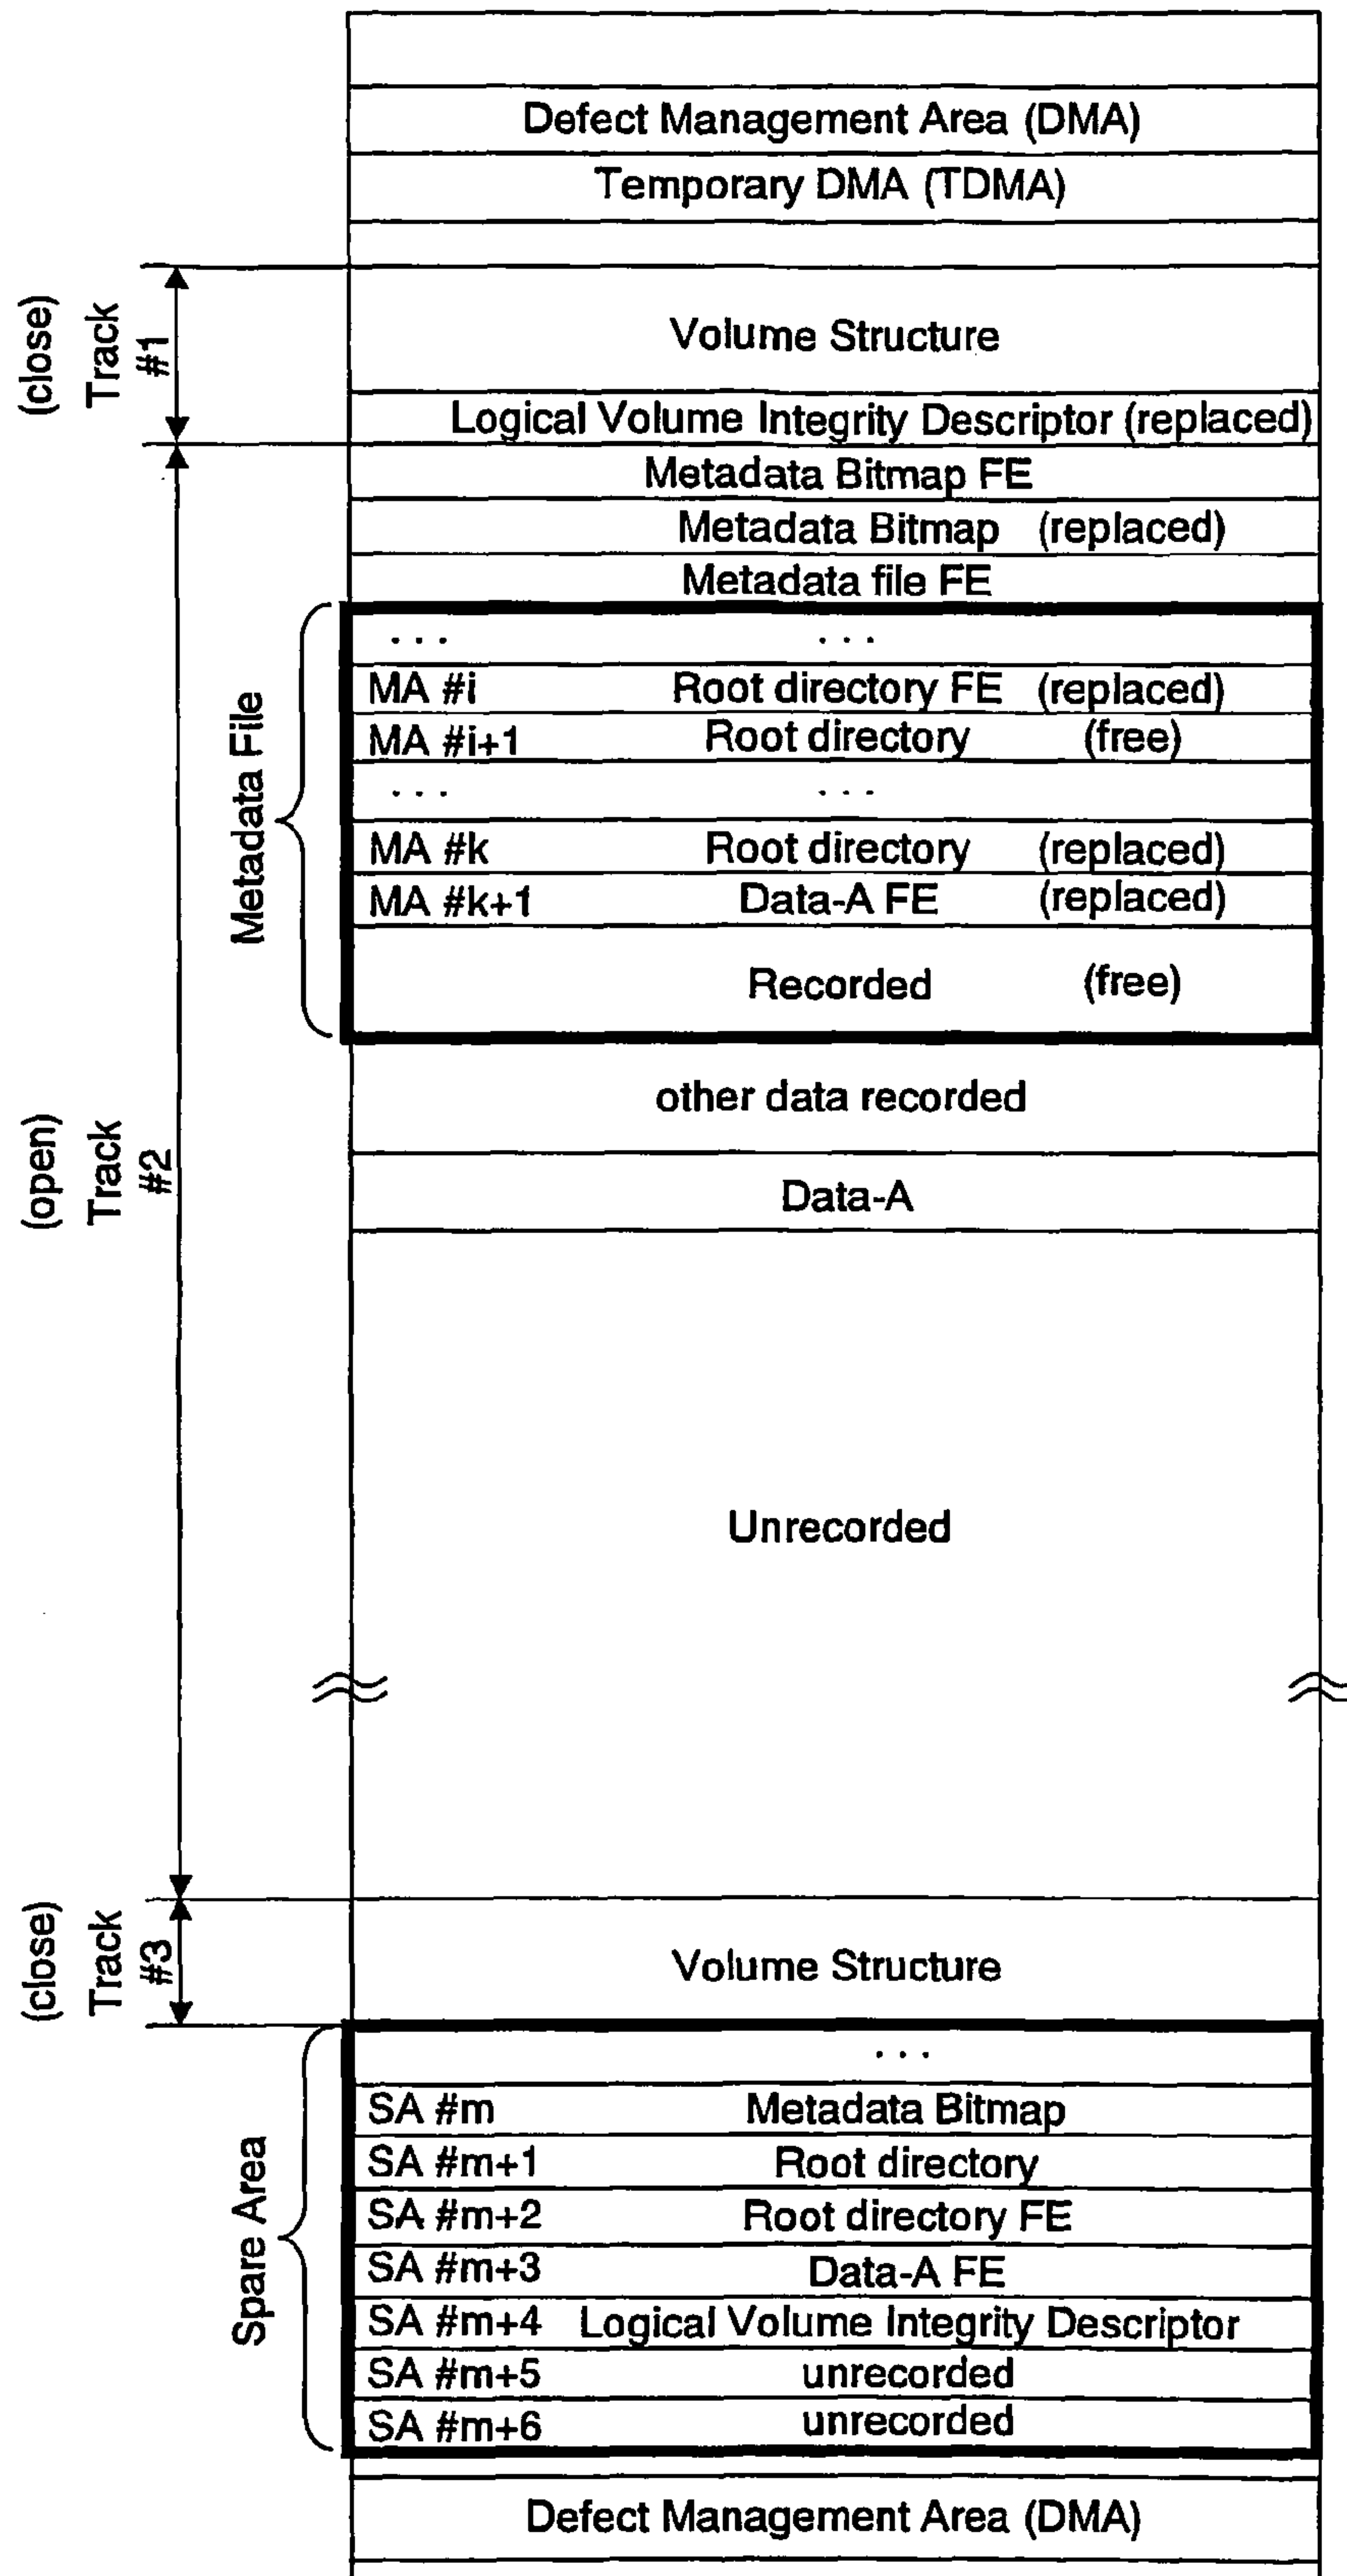 Defect Management Area (DMA)
Temporary DMA (TDMA)
(close)
Track
#1
Volume Structure
Logical Volume Integrity Descriptor (replaced)
Metadata Bitmap FE
Metadata Bitmap (replaced)
Metadata file FE
(open)
Track
#2
Metadata File
... ...
MA #i Root directory FE (replaced)
MA #i+1 Root directory (free)
... ...
MA #k Root directory (replaced)
MA #k+1 Data-A FE (replaced)
Recorded (free)
other data recorded
Data-A
Unrecorded
(close)
Track
#3
Volume Structure
Spare Area
...
SA #m Metadata Bitmap
SA #m+1 Root directory
SA #m+2 Root directory FE
SA #m+3 Data-A FE
SA #m+4 Logical Volume Integrity Descriptor
SA #m+5 unrecorded
SA #m+6 unrecorded
Defect Management Area (DMA)